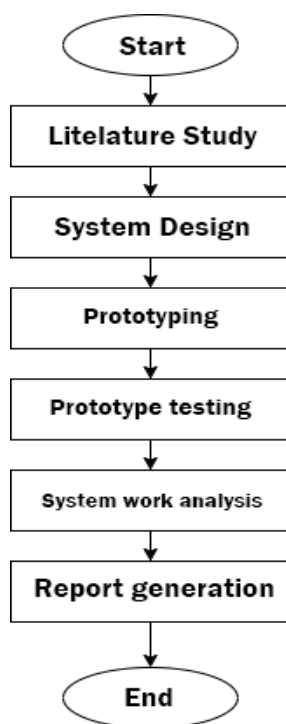 Start
Litelature Study
System Design
Prototyping
Prototype testing
System work analysis
Report generation
End